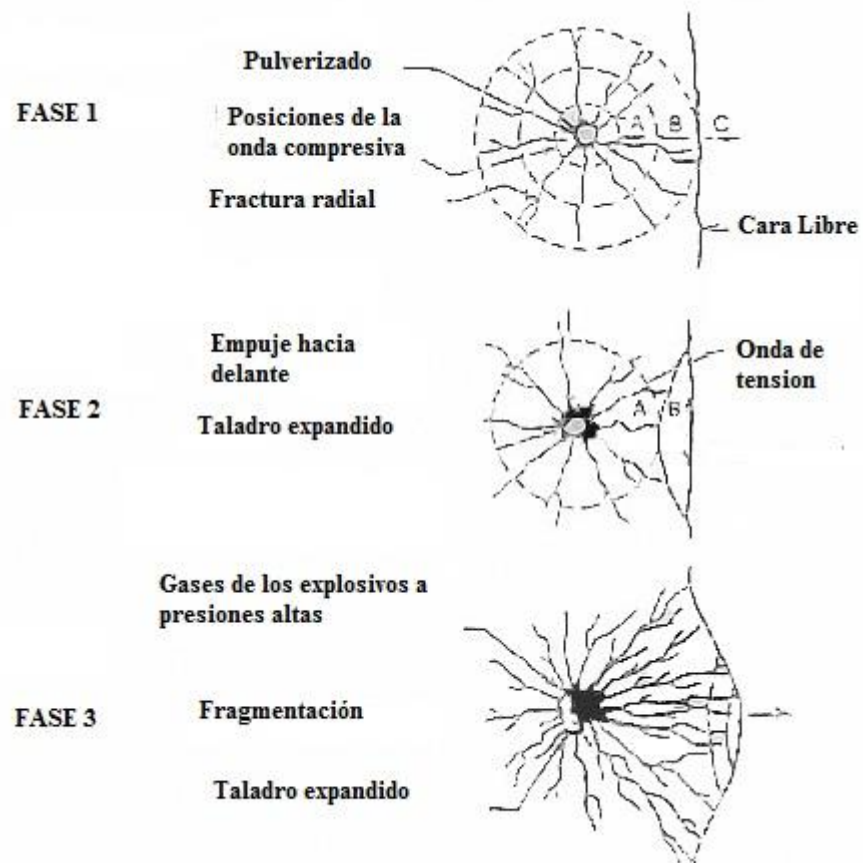 Pulverizado
FASE 1
Posiciones de la
onda compresiva
A B C
Fractura radial
Cara Libre
Empuje hacia
delante
Onda de
tension
FASE 2
Taladro expandido
A B
Gases de los explosivos a
presiones altas
FASE 3
Fragmentación
Taladro expandido